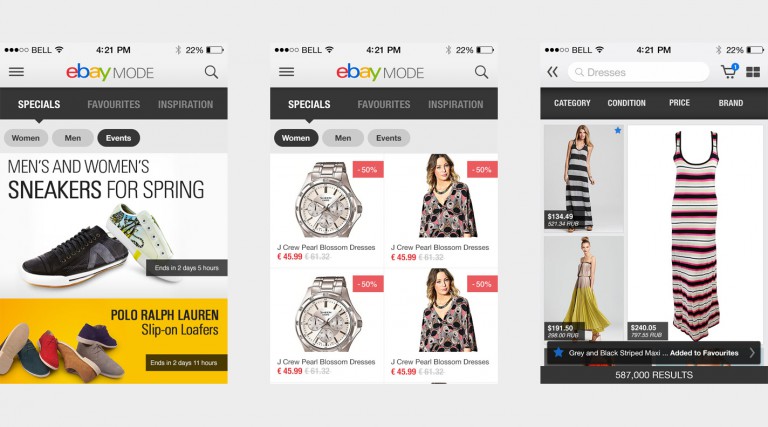 BELL 4:21 PM 22%
ebay MODE
SPECIALS FAVOURITES INSPIRATION
Women Men Events
MEN'S AND WOMEN'S
SNEAKERS FOR SPRING
Ends in 2 days 5 hours
POLO RALPH LAUREN
Slip-on Loafers
Ends in 2 days 11 hours
BELL 4:21 PM 22%
ebay MODE
SPECIALS FAVOURITES INSPIRATION
Women Men Events
-50% -50%
J Crew Pearl Blossom Dresses J Crew Pearl Blossom Dresses
€ 45.99 € 61.32 € 45.99 € 61.32
-50% -50%
J Crew Pearl Blossom Dresses J Crew Pearl Blossom Dresses
€ 45.99 € 61.32 € 45.99 € 61.32
BELL 4:21 PM 22%
Dresses 1
CATEGORY CONDITION PRICE BRAND
$134.49
521.34 RUB
$191.50
298.00 RUB
$240.05
797.55 RUB
Grey and Black Striped Maxi ... Added to Favourites
587,000 RESULTS